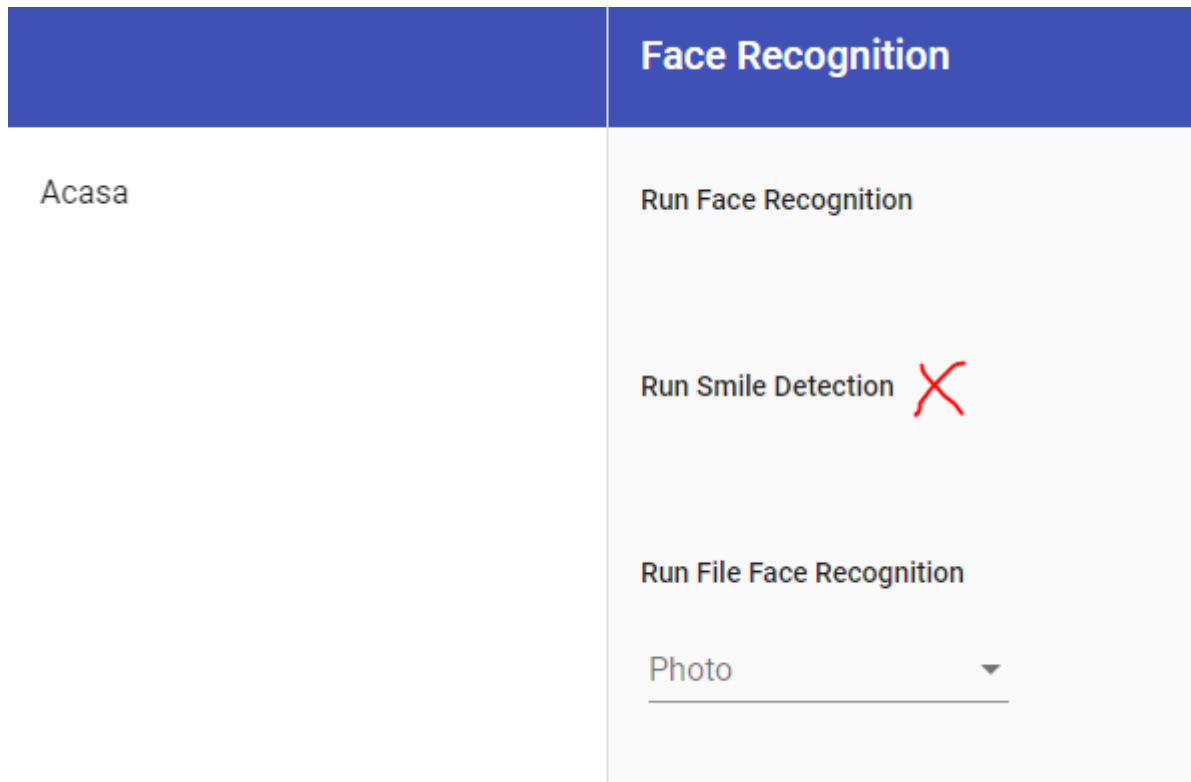 Face Recognition
Acasa
Run Face Recognition
Run Smile Detection
Run File Face Recognition
Photo